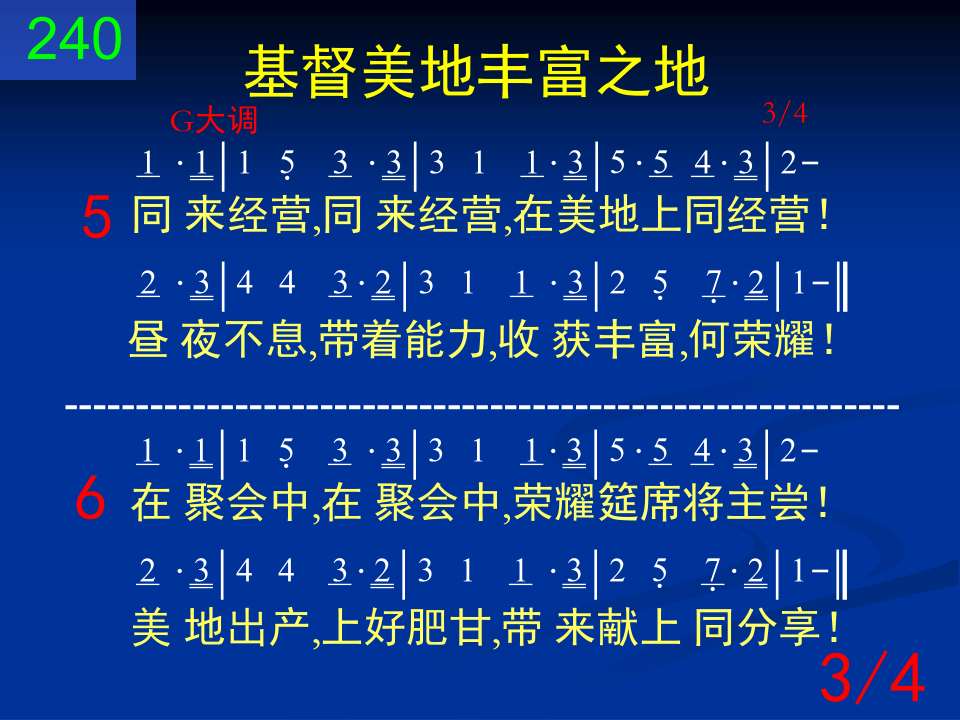 240
基督美地丰富之地
G大调 3/4
1 · 1 | 1 5̣ 3 · 3 | 3 1 1 · 3 | 5 · 5 4 · 3 | 2 -
5 同 来经营,同 来经营,在美地上同经营！
2 · 3 | 4 4 3 · 2 | 3 1 1 · 3 | 2 5̣ 7̣ · 2 | 1 - ‖
昼 夜不息,带着能力,收 获丰富,何荣耀！
-----------------------------------------------------------
1 · 1 | 1 5̣ 3 · 3 | 3 1 1 · 3 | 5 · 5 4 · 3 | 2 -
6 在 聚会中,在 聚会中,荣耀筵席将主尝！
2 · 3 | 4 4 3 · 2 | 3 1 1 · 3 | 2 5̣ 7̣ · 2 | 1 - ‖
美 地出产,上好肥甘,带 来献上 同分享！
3/4